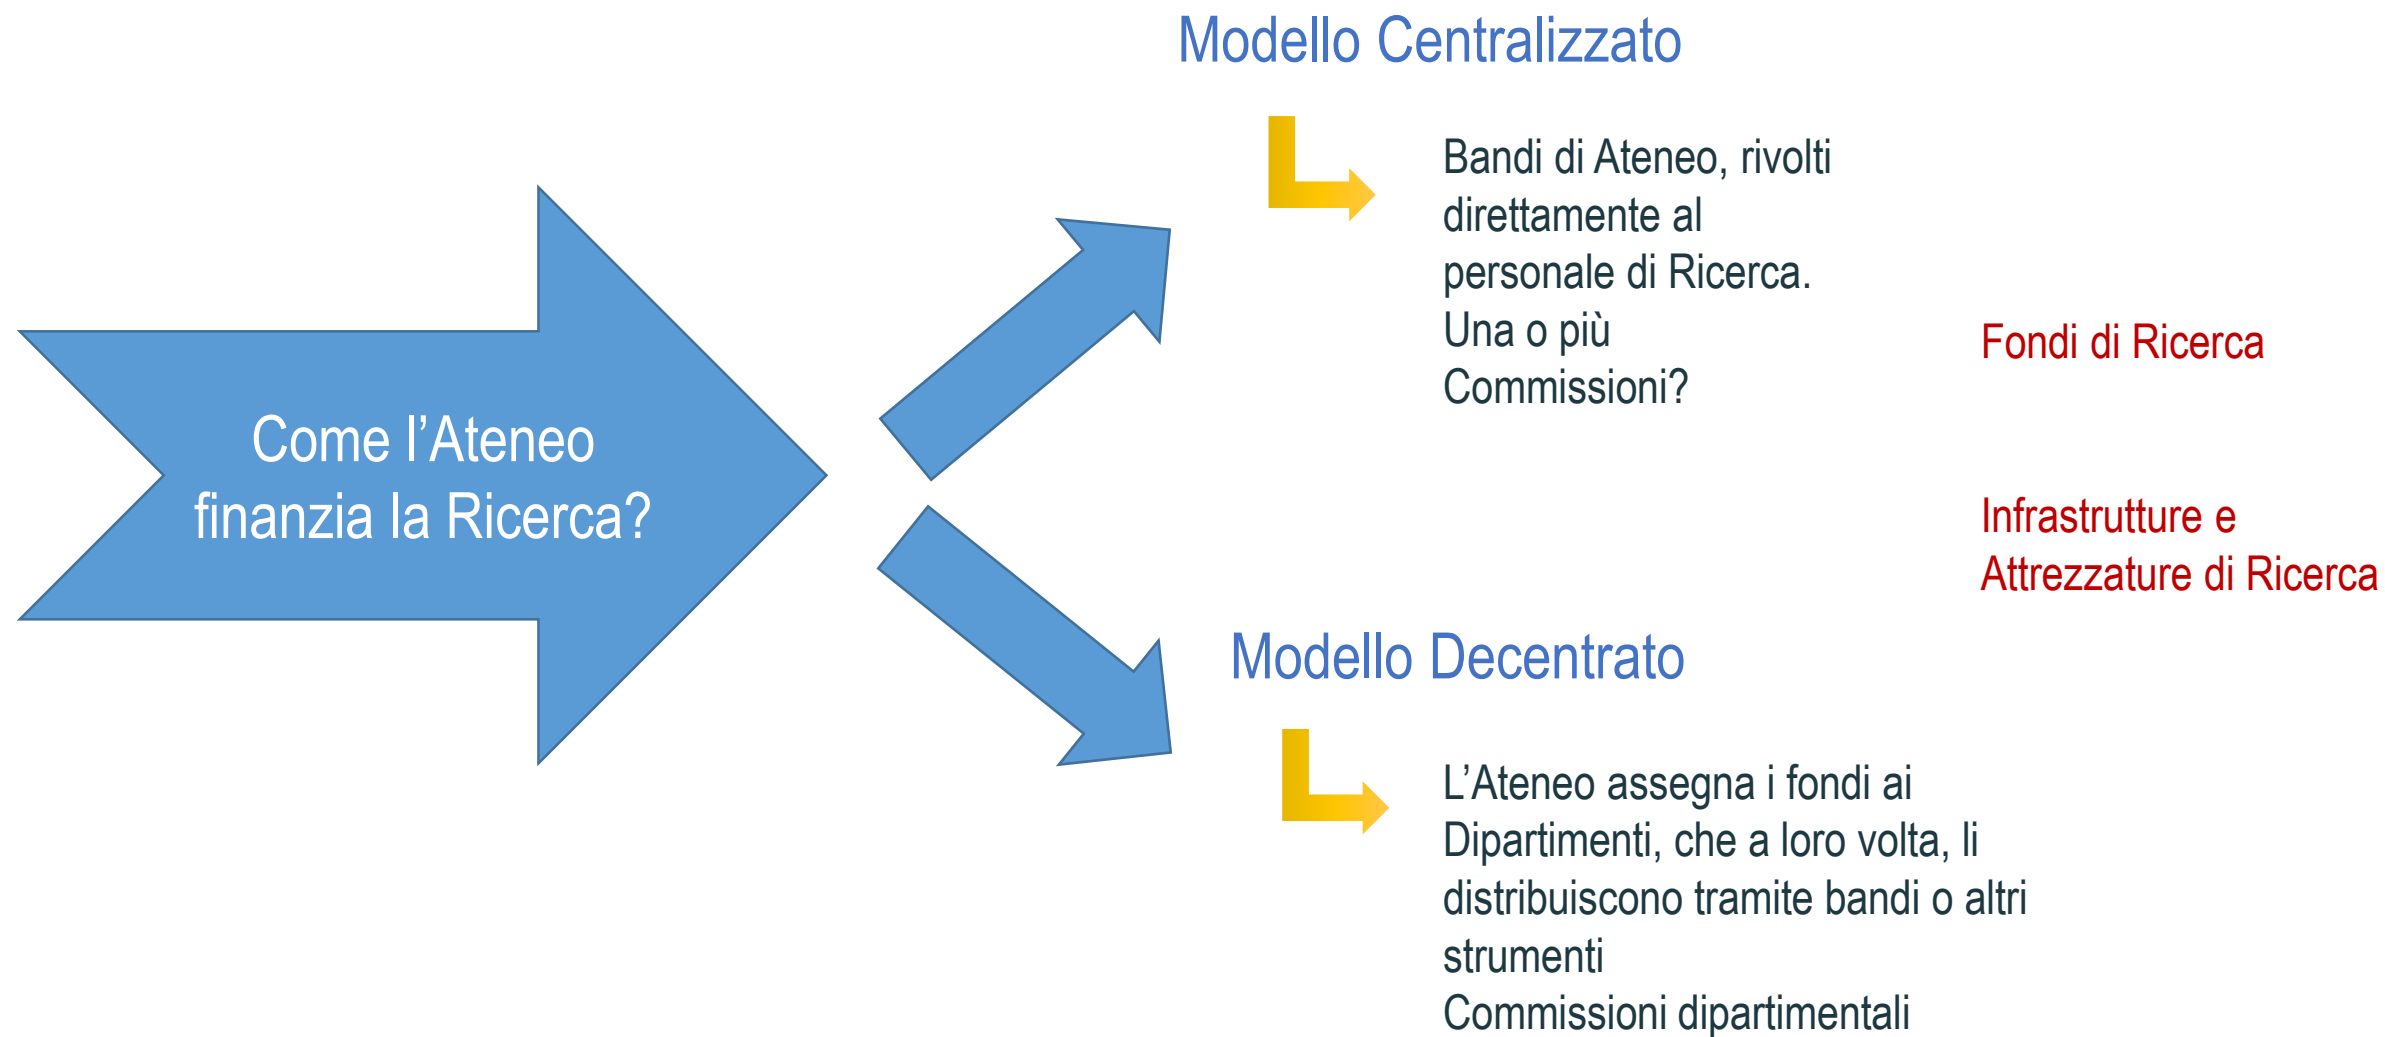 Come l’Ateneo
finanzia la Ricerca?
Modello Centralizzato
Bandi di Ateneo, rivolti
direttamente al
personale di Ricerca.
Una o più
Commissioni?
Fondi di Ricerca
Infrastrutture e
Attrezzature di Ricerca
Modello Decentrato
L’Ateneo assegna i fondi ai
Dipartimenti, che a loro volta, li
distribuiscono tramite bandi o altri
strumenti
Commissioni dipartimentali